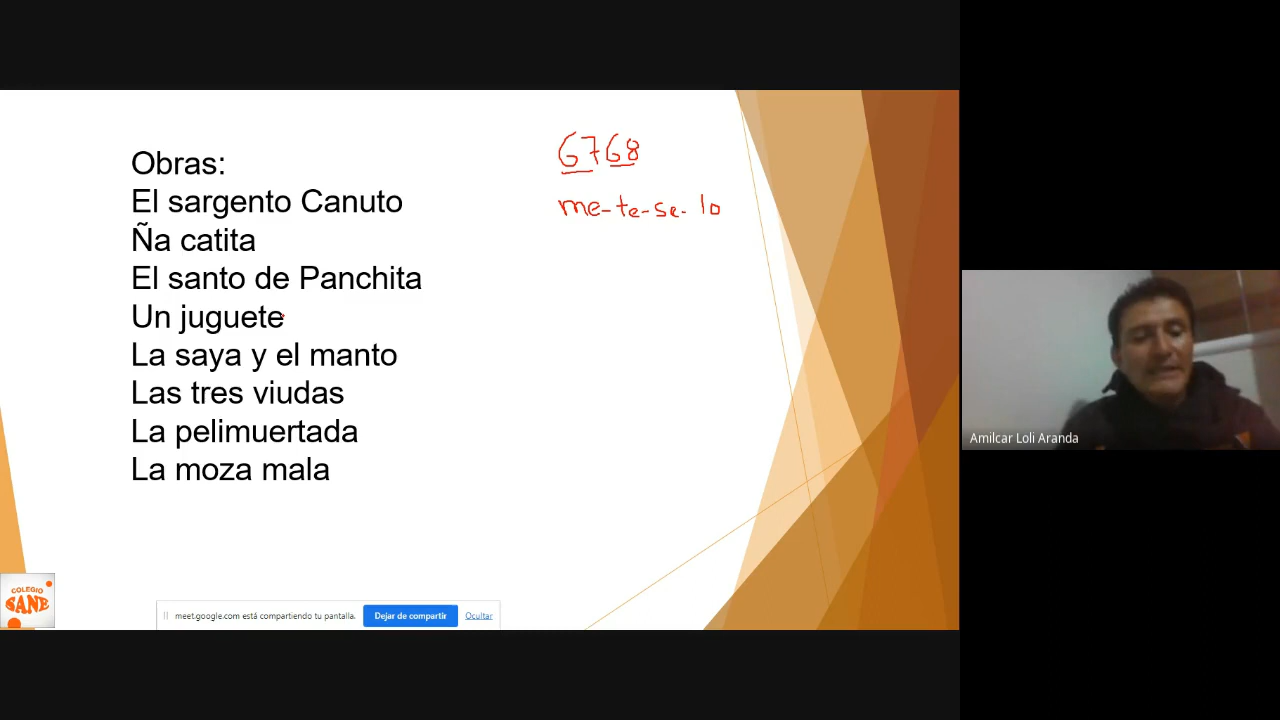 Obras:
El sargento Canuto
Ña catita
El santo de Panchita
Un juguete
La saya y el manto
Las tres viudas
La pelimuertada
La moza mala
6768
me-te-se-lo
Amilcar Loli Aranda
COLEGIO
SANE
meet.google.com está compartiendo tu pantalla.
Dejar de compartir
Ocultar